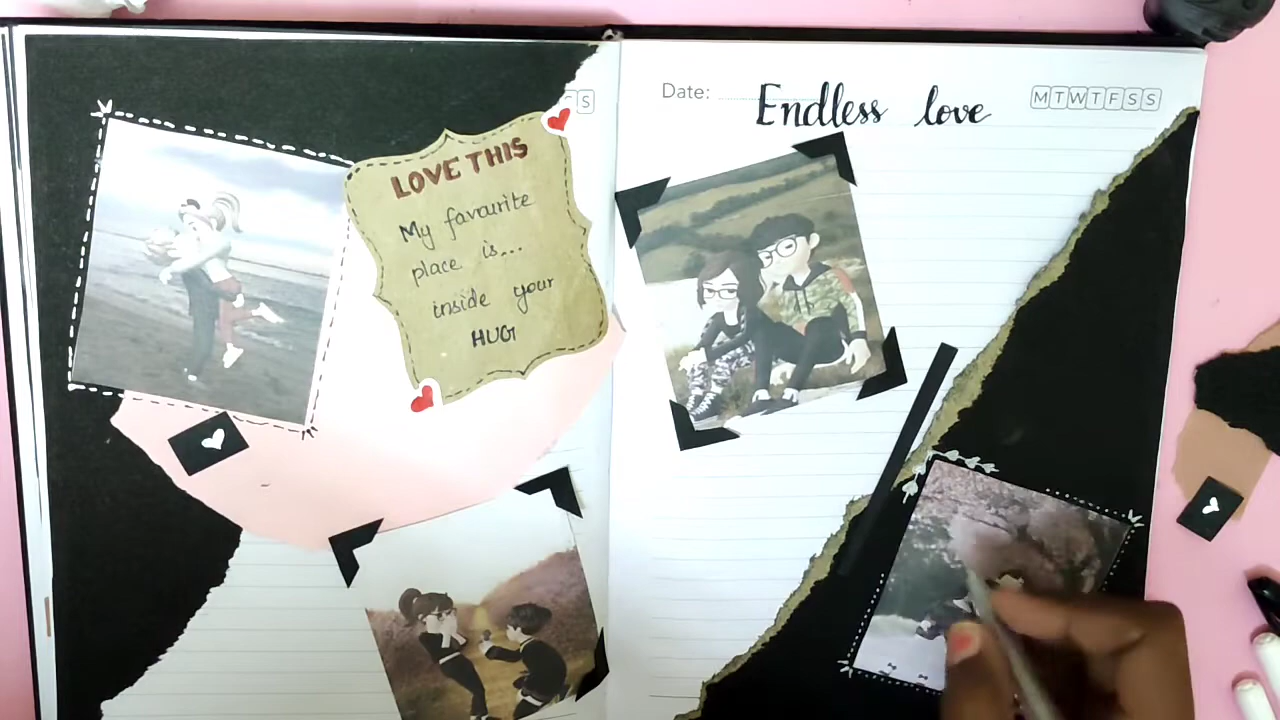 S
LOVE THIS
My favourite
place is...
inside your
HUG
Date:
Endless love
MTWTFSS